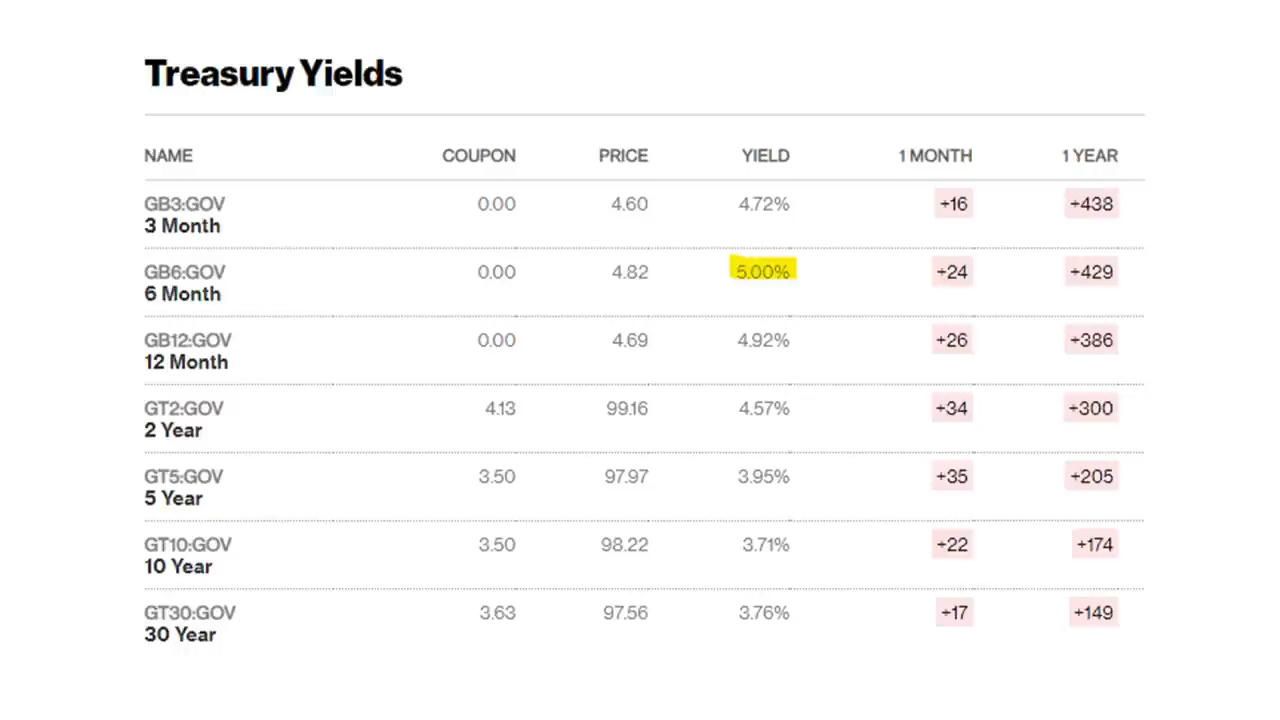 Treasury Yields
NAME COUPON PRICE YIELD 1 MONTH 1 YEAR
GB3:GOV 0.00 4.60 4.72% +16 +438
3 Month
GB6:GOV 0.00 4.82 5.00% +24 +429
6 Month
GB12:GOV 0.00 4.69 4.92% +26 +386
12 Month
GT2:GOV 4.13 99.16 4.57% +34 +300
2 Year
GT5:GOV 3.50 97.97 3.95% +35 +205
5 Year
GT10:GOV 3.50 98.22 3.71% +22 +174
10 Year
GT30:GOV 3.63 97.56 3.76% +17 +149
30 Year